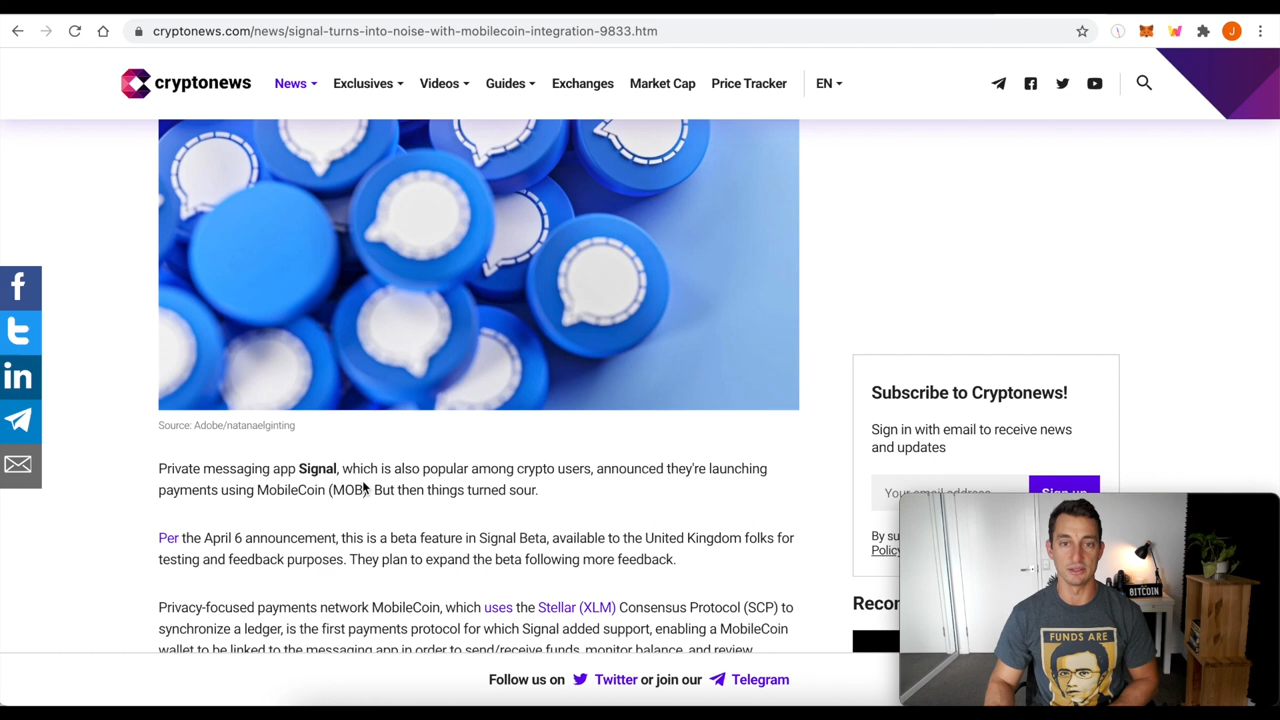 cryptonews.com/news/signal-turns-into-noise-with-mobilecoin-integration-9833.htm
J
cryptonews
News
Exclusives
Videos
Guides
Exchanges
Market Cap
Price Tracker
EN
Source: Adobe/natanaelginting
Private messaging app Signal, which is also popular among crypto users, announced they're launching
payments using MobileCoin (MOB). But then things turned sour.
Per the April 6 announcement, this is a beta feature in Signal Beta, available to the United Kingdom folks for
testing and feedback purposes. They plan to expand the beta following more feedback.
Privacy-focused payments network MobileCoin, which uses the Stellar (XLM) Consensus Protocol (SCP) to
synchronize a ledger, is the first payments protocol for which Signal added support, enabling a MobileCoin
wallet to be linked to the messaging app in order to send/receive funds, monitor balance, and review
Subscribe to Cryptonews!
Sign in with email to receive news
and updates
Your email address
Sign up
By su
Policy
Recor
Follow us on Twitter or join our Telegram
BITCOIN
FUNDS ARE